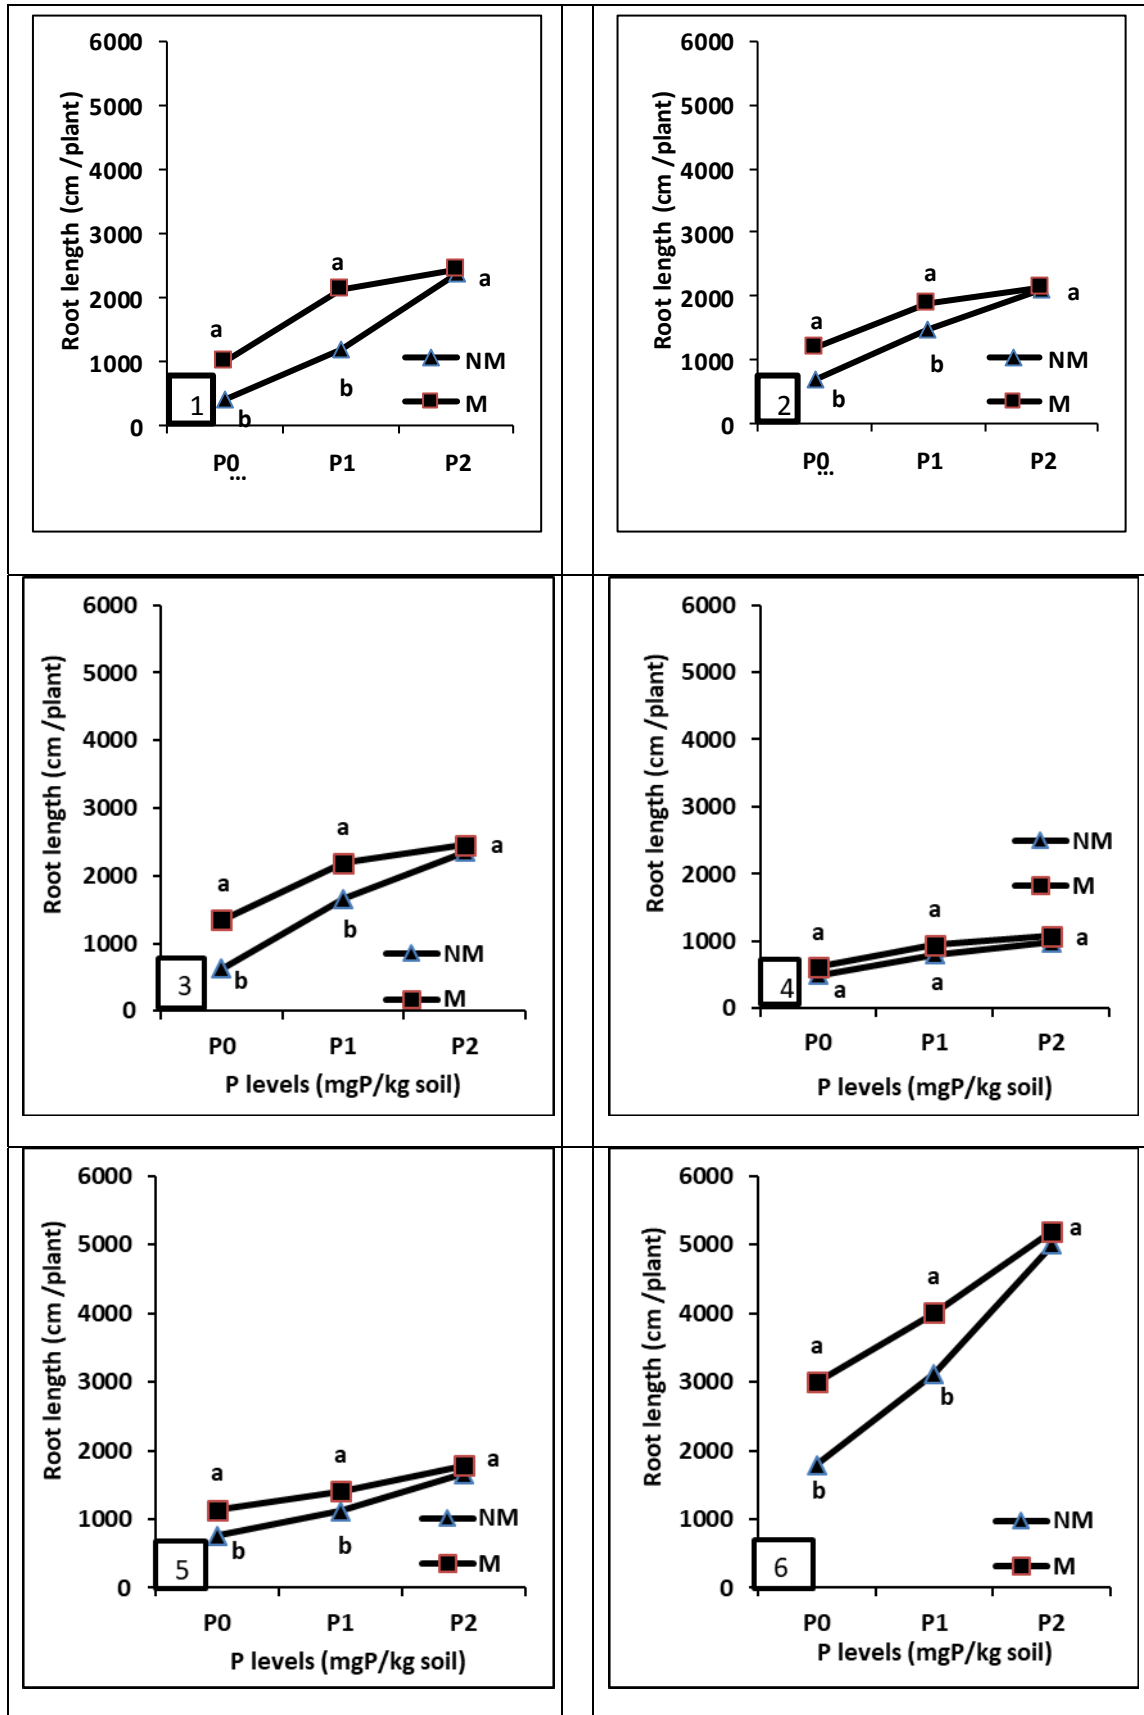 6000
5000
4000
3000
2000
1000
0
Root length (cm /plant)
a
a
a
b
b
NM
M
1
P0 P1 P2
...
6000
5000
4000
3000
2000
1000
0
Root length (cm /plant)
a
a
a
b
b
NM
M
2
P0 P1 P2
...
6000
5000
4000
3000
2000
1000
0
Root length (cm /plant)
a
a
a
b
b
NM
M
3
P0 P1 P2
P levels (mgP/kg soil)
6000
5000
4000
3000
2000
1000
0
Root length (cm /plant)
NM
M
a
a
a
a
a
4
P0 P1 P2
P levels (mgP/kg soil)
6000
5000
4000
3000
2000
1000
0
Root length (cm /plant)
a
a
a
b
b
NM
M
5
P0 P1 P2
P levels (mgP/kg soil)
6000
5000
4000
3000
2000
1000
0
Root length (cm /plant)
a
a
a
b
b
NM
M
6
P0 P1 P2
P levels (mgP/kg soil)